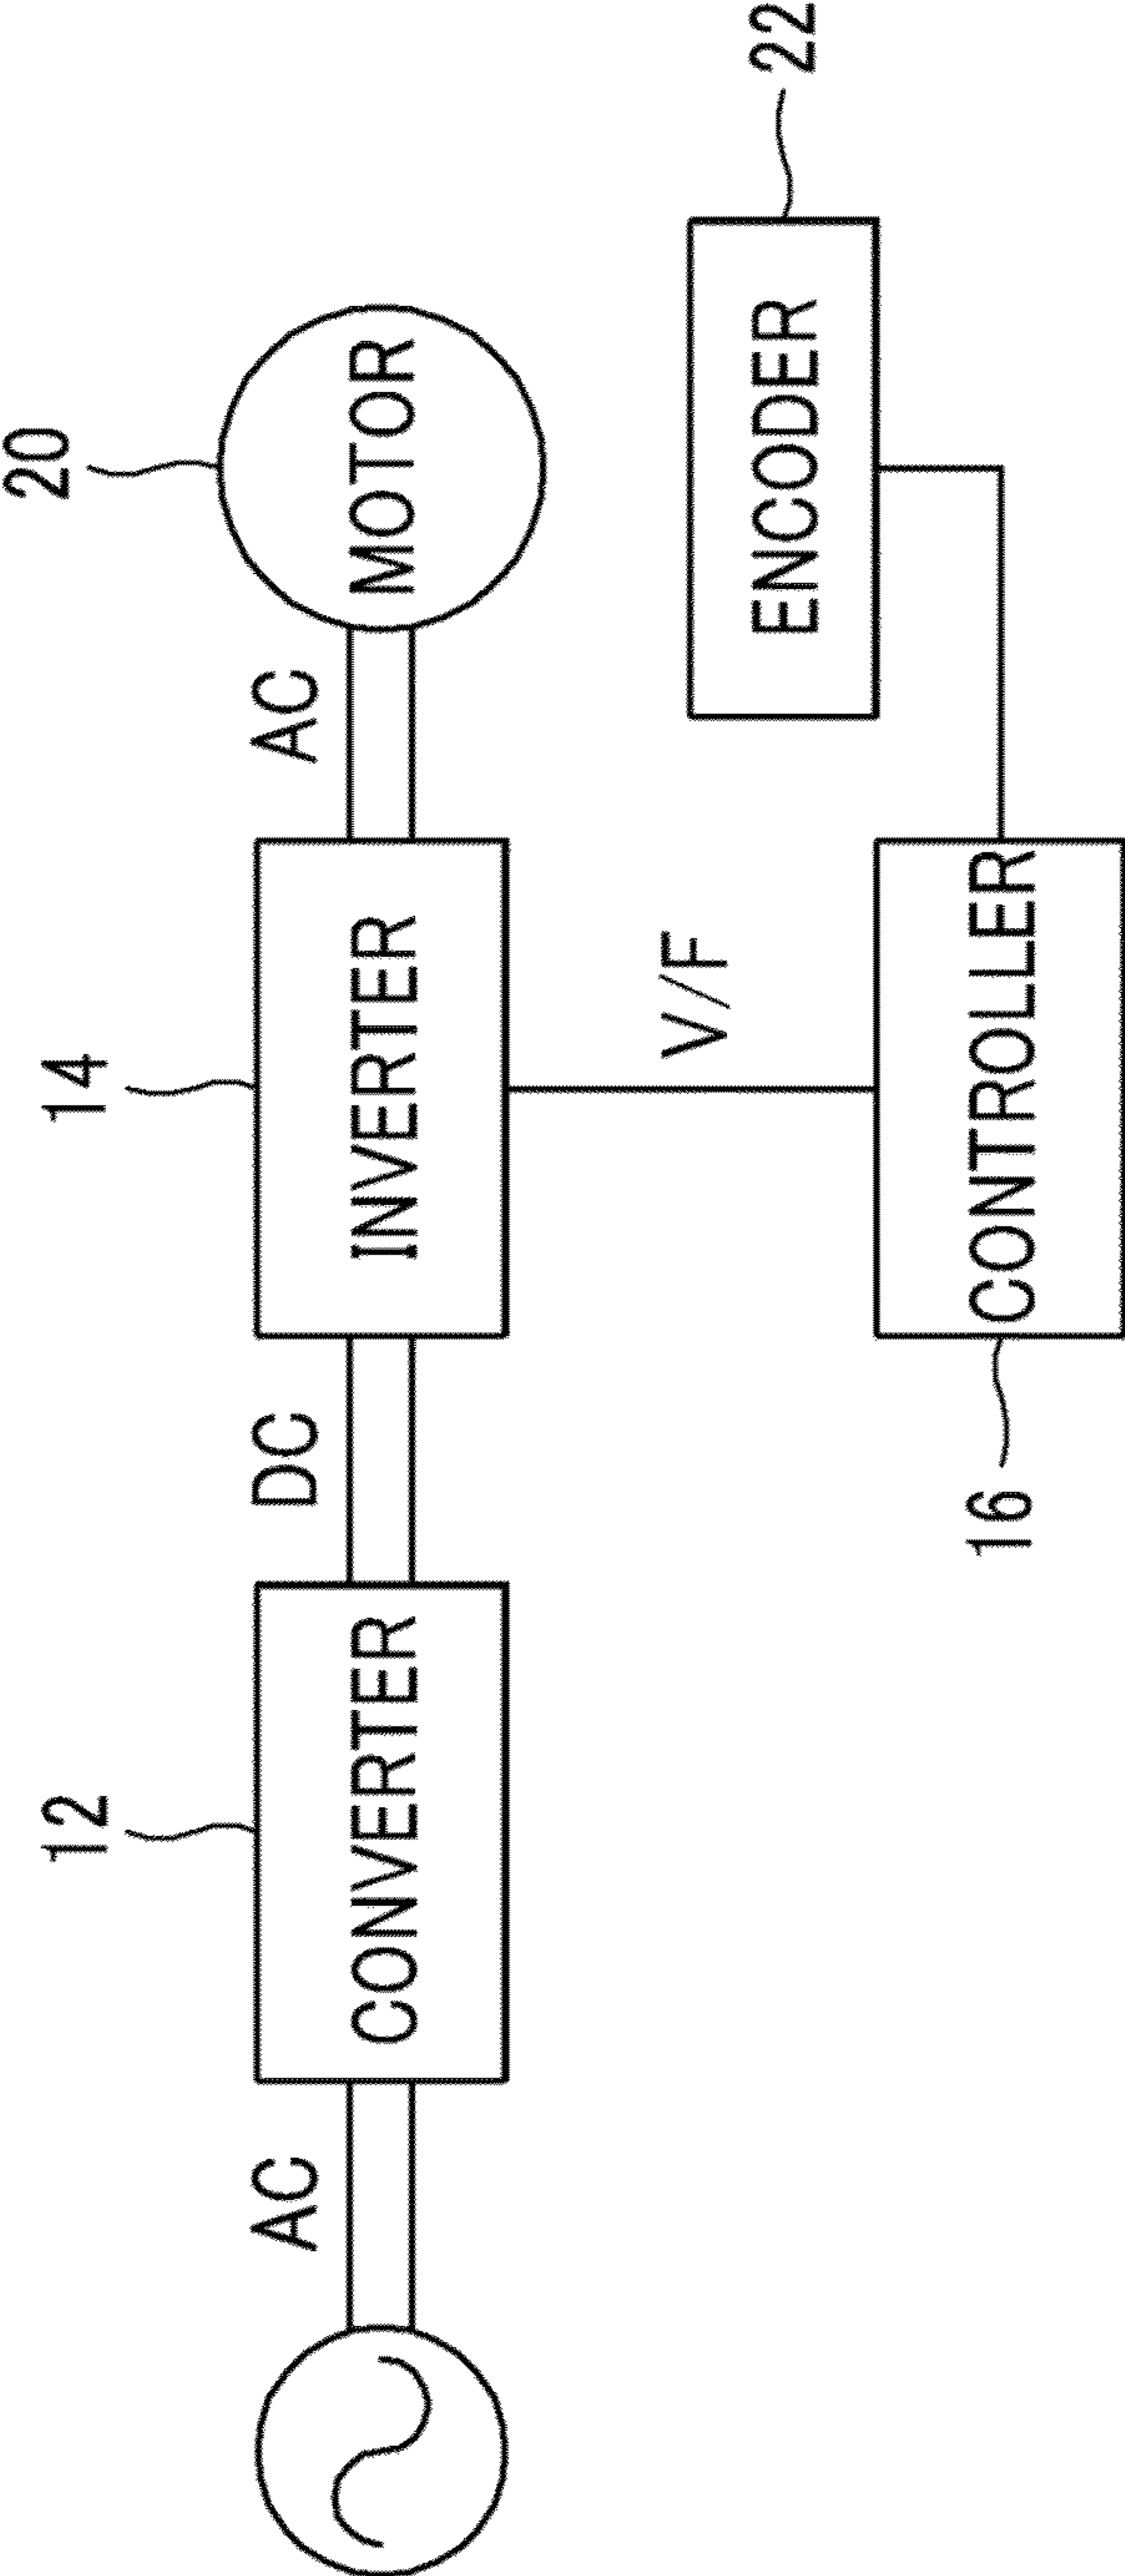 12
14
20
AC
DC
AC
CONVERTER
INVERTER
MOTOR
V/F
22
ENCODER
16
CONTROLLER